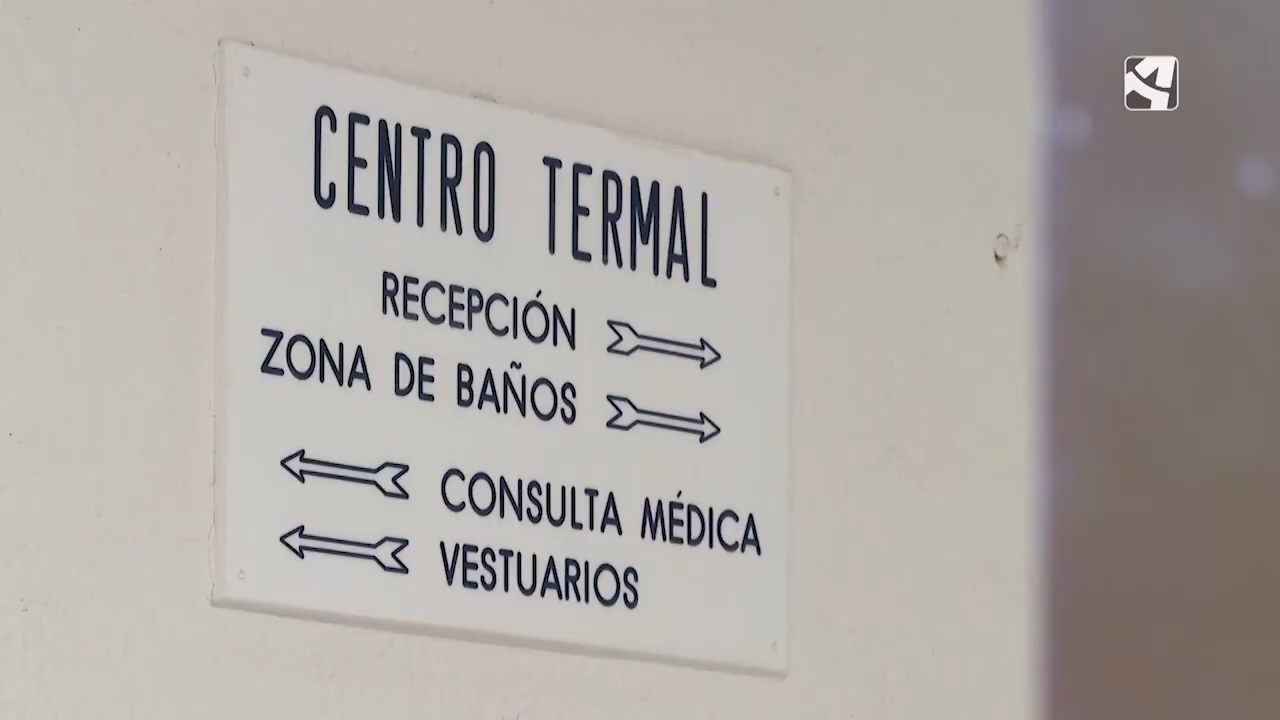 CENTRO TERMAL
RECEPCIÓN
ZONA DE BAÑOS
CONSULTA MÉDICA
VESTUARIOS